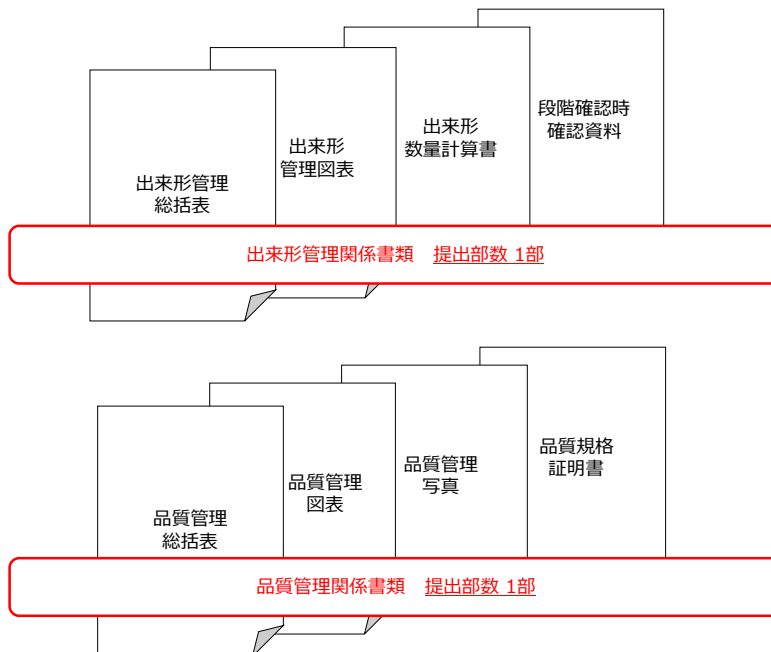 出来形管理
総括表
出来形
管理図表
出来形
数量計算書
段階確認時
確認資料
出来形管理関係書類　提出部数 1部
品質管理
総括表
品質管理
図表
品質管理
写真
品質規格
証明書
品質管理関係書類　提出部数 1部